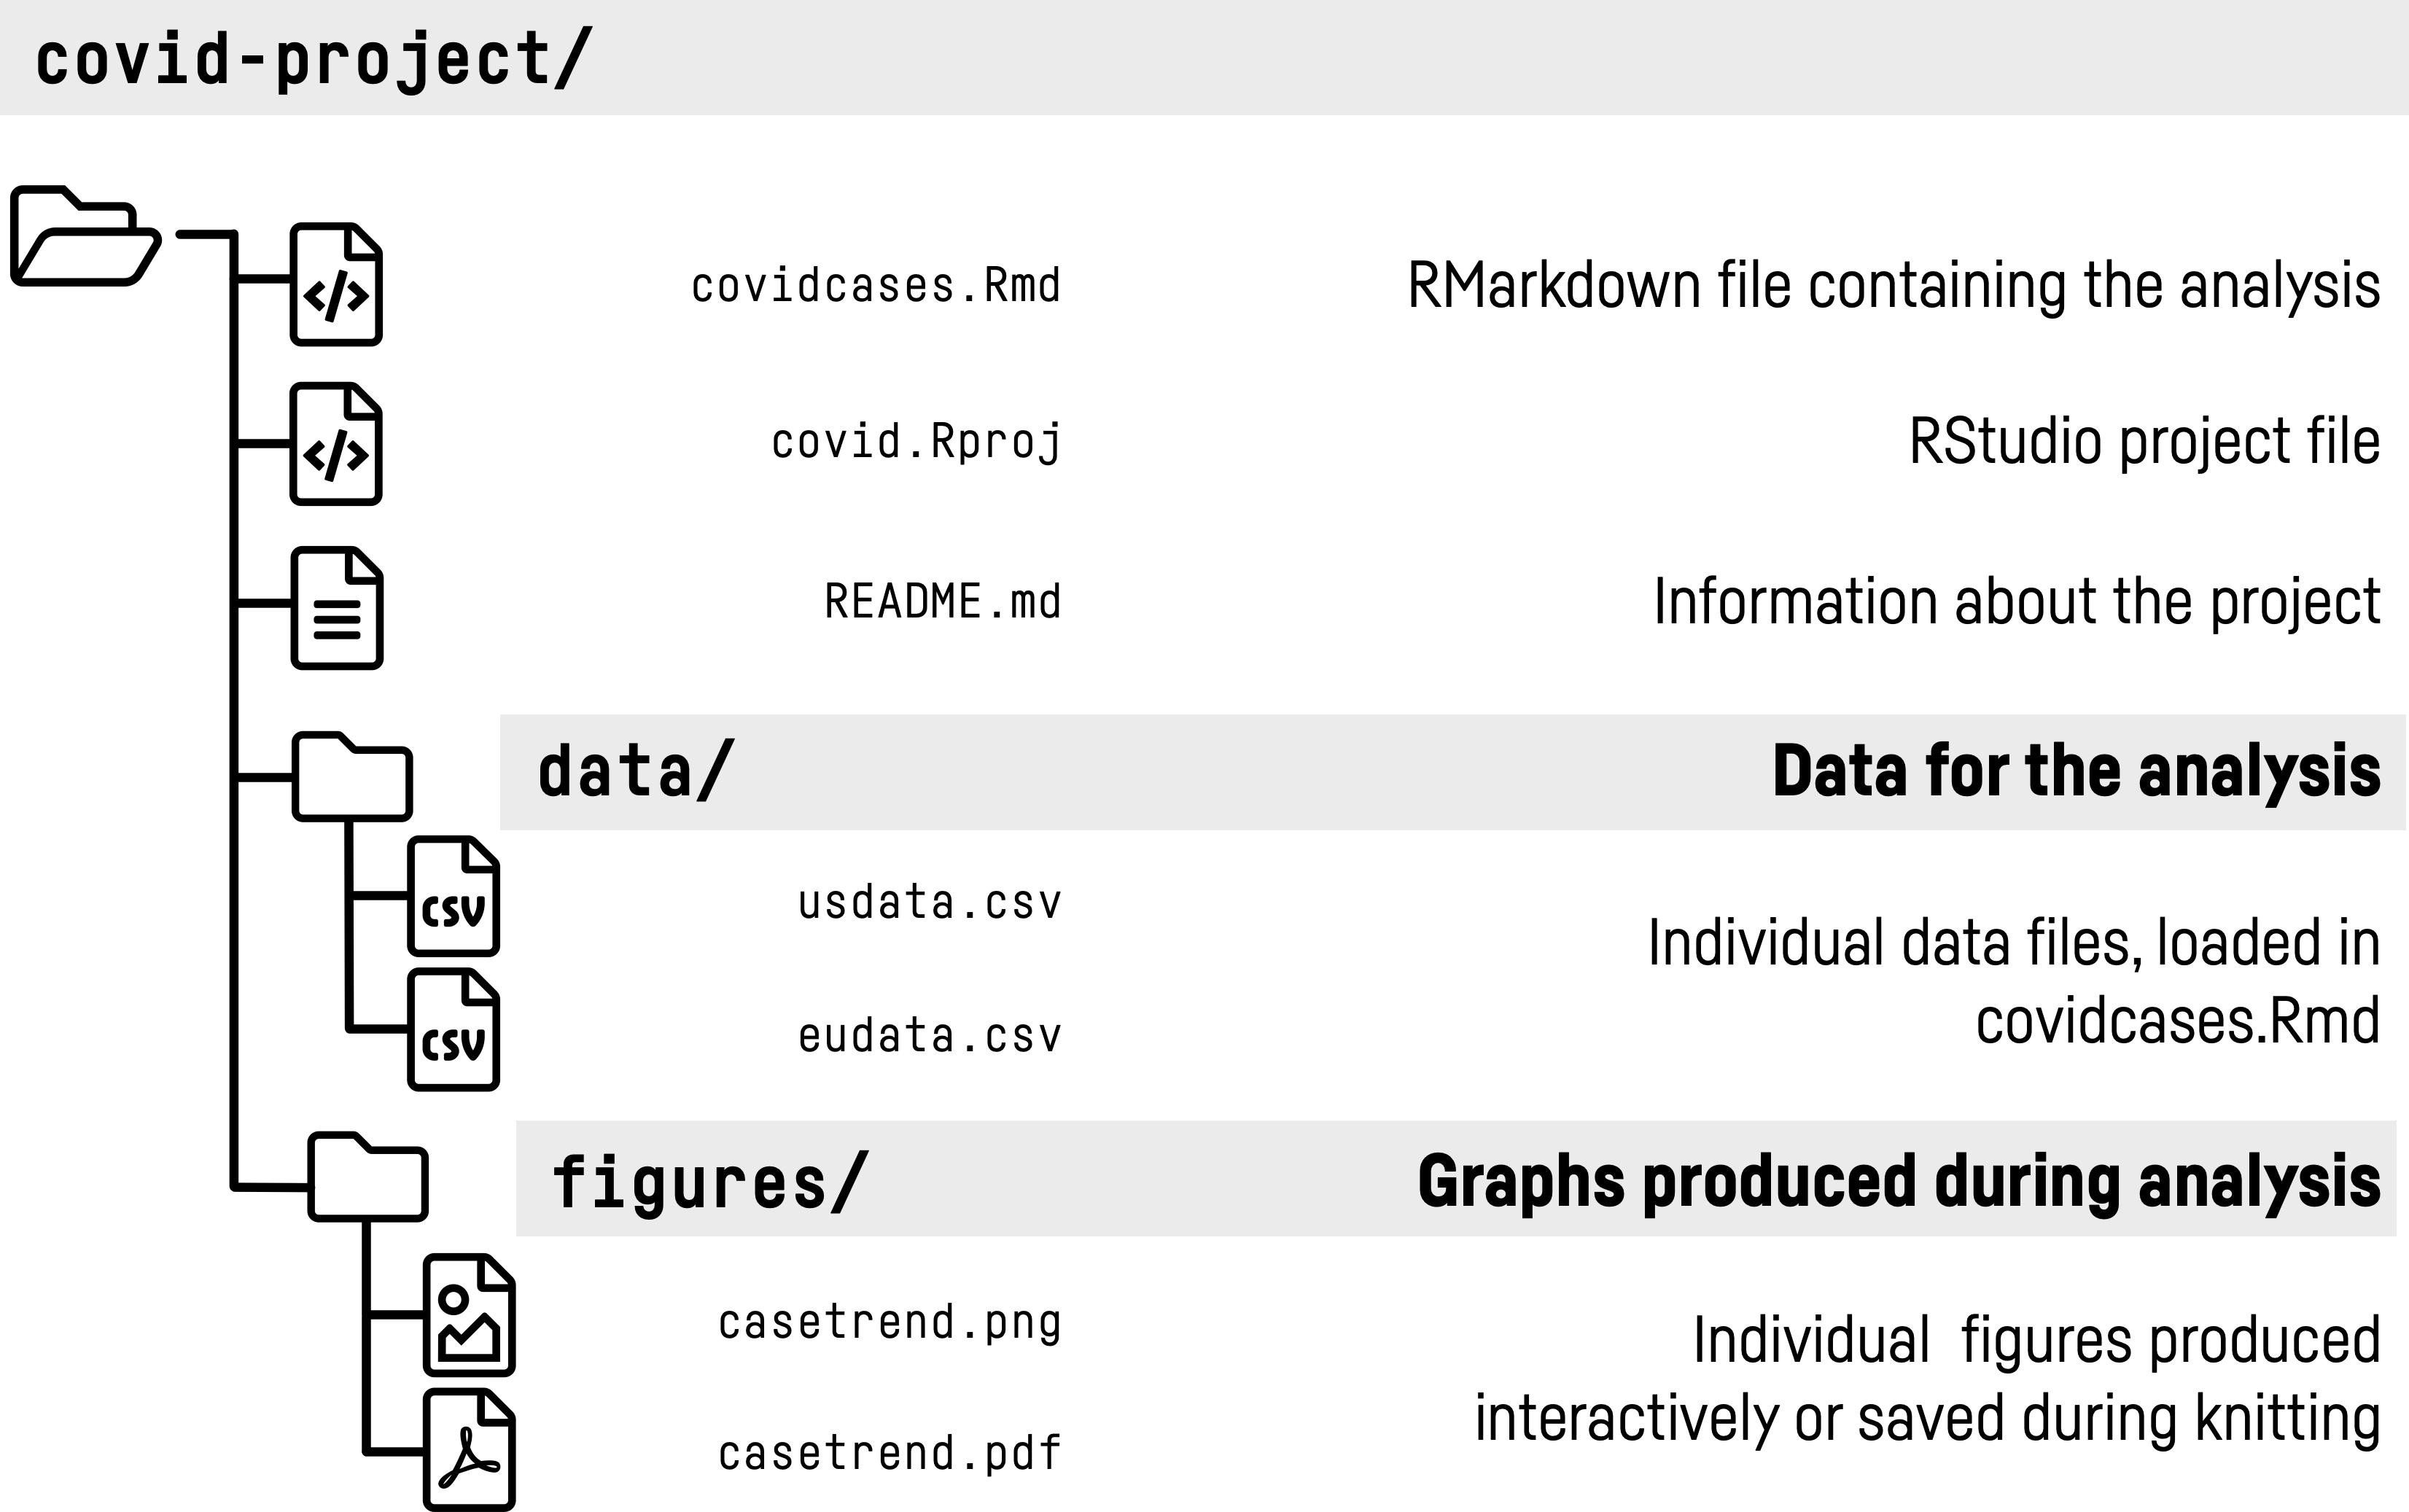 covid-project/
covidcases.Rmd RMarkdown file containing the analysis
covid.Rproj RStudio project file
README.md Information about the project
data/ Data for the analysis
CSV usdata.csv
Individual data files, loaded in
covidcases.Rmd
CSV eudata.csv
figures/ Graphs produced during analysis
casetrend.png
Individual figures produced
interactively or saved during knitting
casetrend.pdf